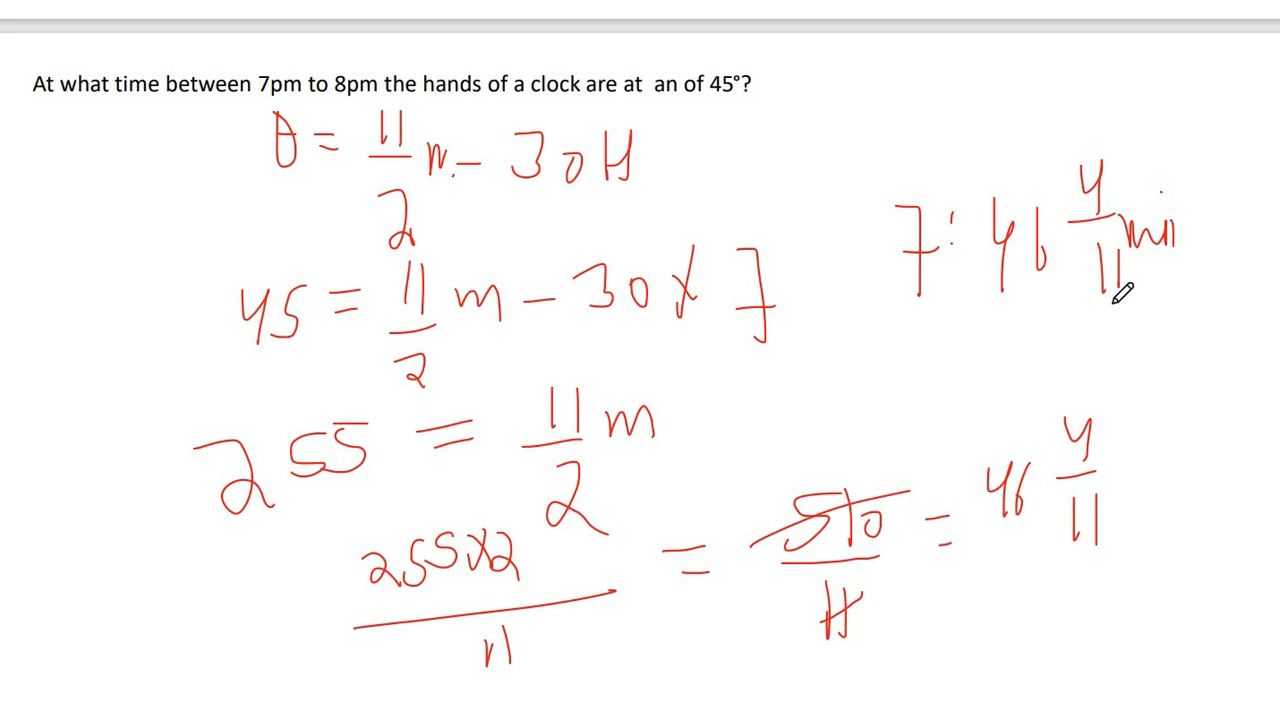 At what time between 7pm to 8pm the hands of a clock are at  an of 45°?
θ = 11/2 m - 30H
45 = 11/2 m - 30 x 7
7: 46 4/11 min
255 = 11/2 m
255x2/11 = 510/11 = 46 4/11